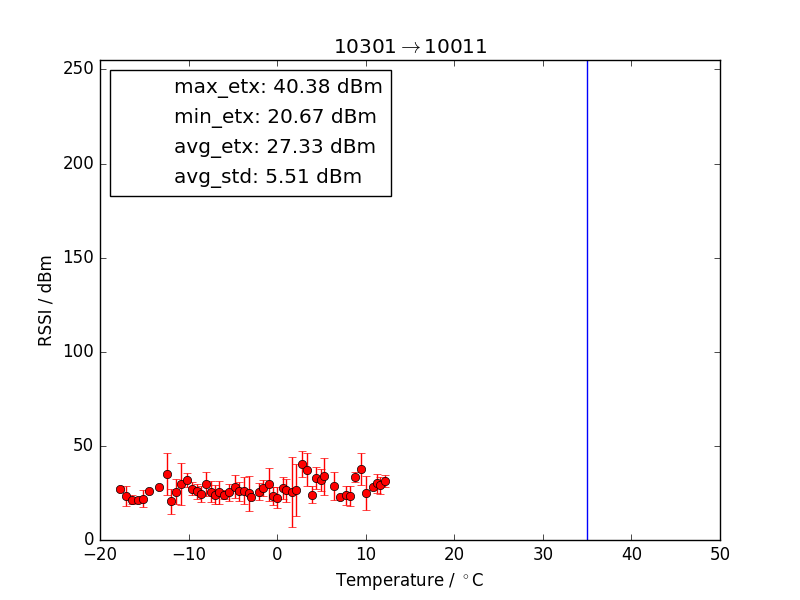 10301→10011
max_etx: 40.38 dBm
min_etx: 20.67 dBm
avg_etx: 27.33 dBm
avg_std: 5.51 dBm
RSSI / dBm
250
200
150
100
50
0
−20 −10 0 10 20 30 40 50
Temperature / °C